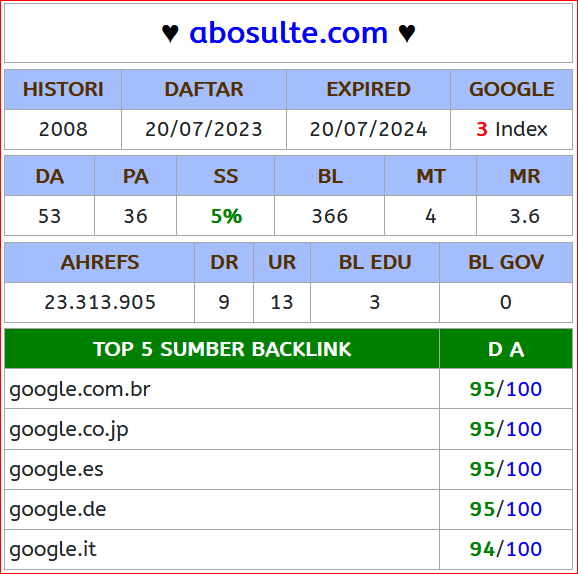 ♥ abosulte.com ♥
HISTORI DAFTAR EXPIRED GOOGLE
2008 20/07/2023 20/07/2024 3 Index
DA PA SS BL MT MR
53 36 5% 366 4 3.6
AHREFS DR UR BL EDU BL GOV
23.313.905 9 13 3 0
TOP 5 SUMBER BACKLINK D A
google.com.br 95/100
google.co.jp 95/100
google.es 95/100
google.de 95/100
google.it 94/100